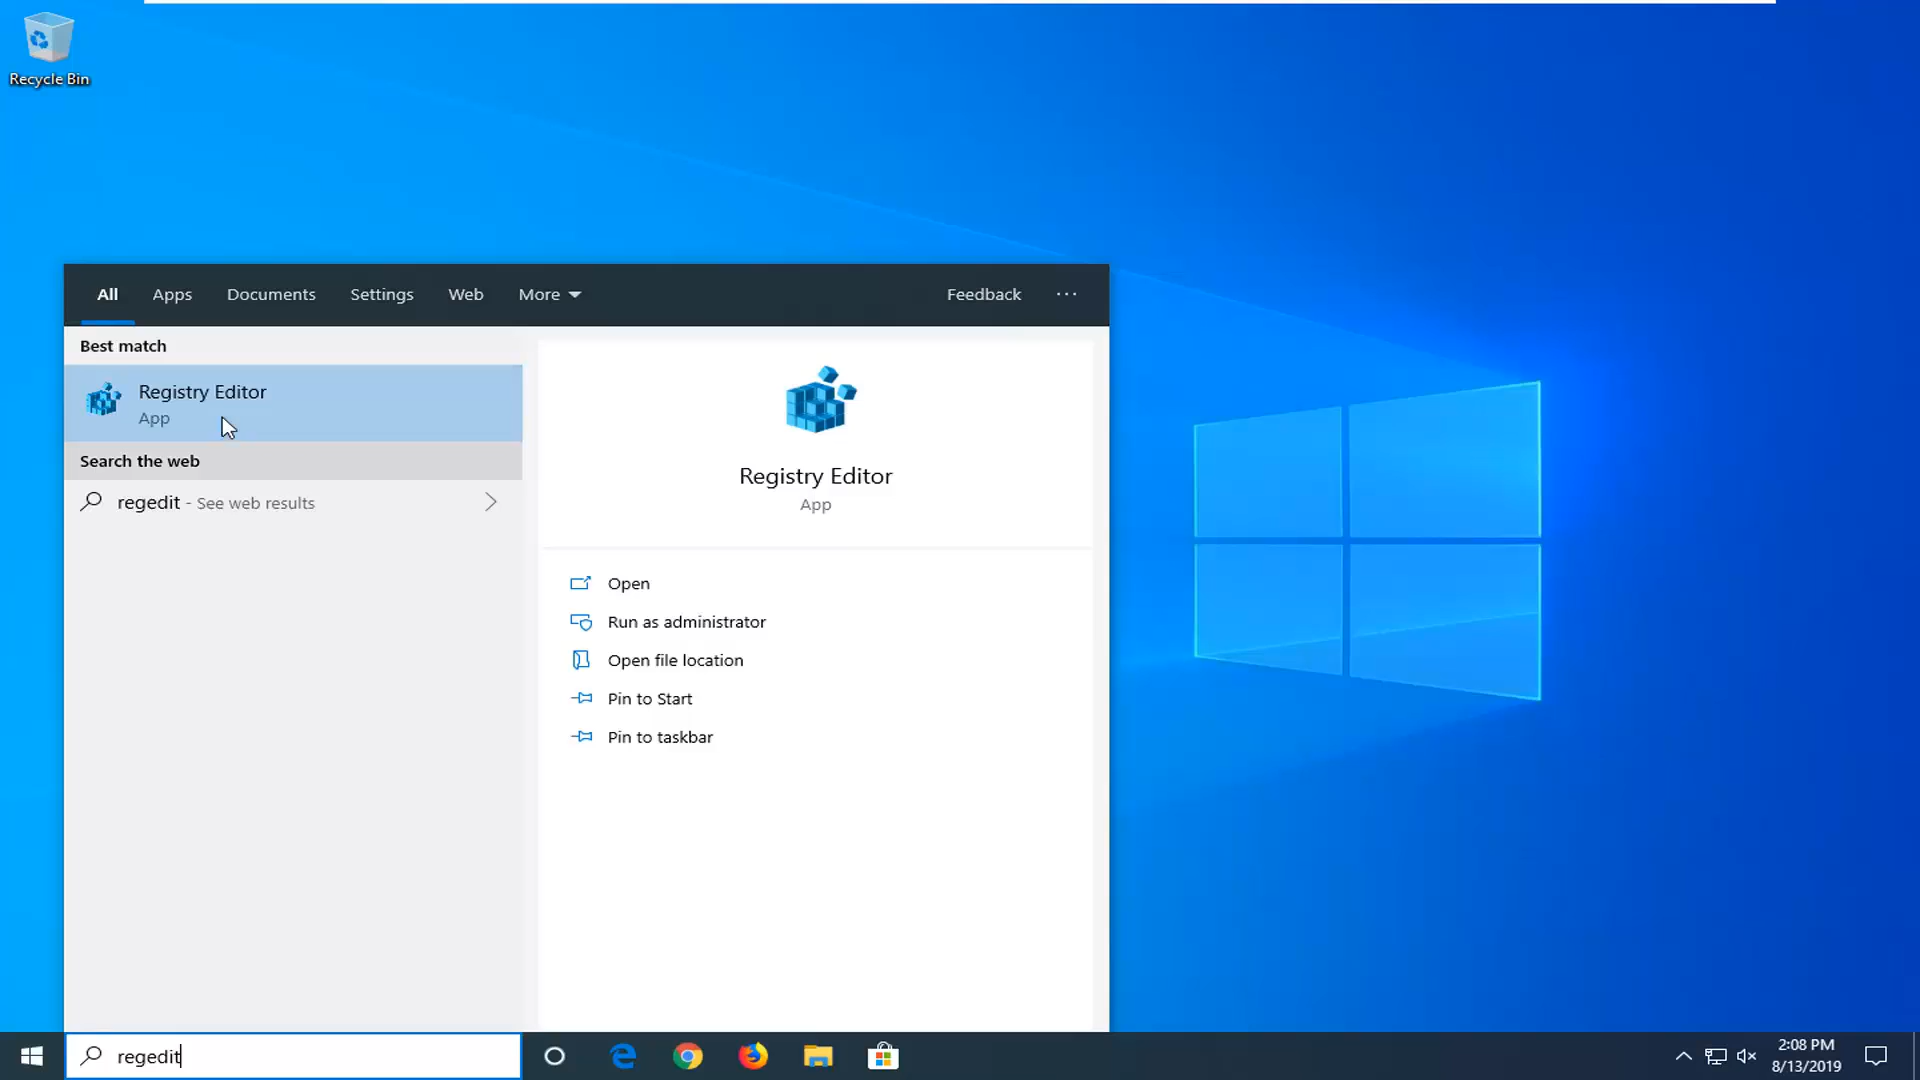 Recycle Bin
All Apps Documents Settings Web More Feedback ···
Best match
Registry Editor
App
Search the web
regedit - See web results
Registry Editor
App
Open
Run as administrator
Open file location
Pin to Start
Pin to taskbar
regedit
2:08 PM
8/13/2019